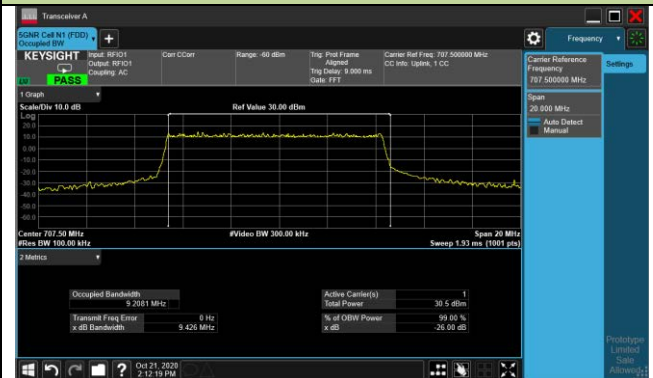 Transceiver A
5GNR Cell N1 (FDD)
Occupied BW
Frequency
KEYSIGHT
Input: RFIO1
Output: RFIO1
Coupling: AC
Corr CCorr
Range: -60 dBm
Trig: Prot Frame
Aligned
Trig Delay: 9.000 ms
Gate: FFT
Carrier Ref Freq: 707.500000 MHz
CC Info: Uplink, 1 CC
PASS
Carrier Reference
Frequency
707.500000 MHz
Settings
Span
20.000 MHz
Auto Detect
Manual
1 Graph
Scale/Div 10.0 dB
Ref Value 30.00 dBm
Log
20.0
10.0
0.00
-10.0
-20.0
-30.0
-40.0
-50.0
-60.0
Center 707.50 MHz
#Video BW 300.00 kHz
Span 20 MHz
#Res BW 100.00 kHz
Sweep 1.93 ms (1001 pts)
2 Metrics
Occupied Bandwidth
9.2081 MHz
Active Carrier(s) 1
Total Power 30.5 dBm
Transmit Freq Error 0 Hz
x dB Bandwidth 9.426 MHz
% of OBW Power 99.00 %
x dB -26.00 dB
Prototype
Limited
Sale
Allowed
Oct 21, 2020
2:12:19 PM